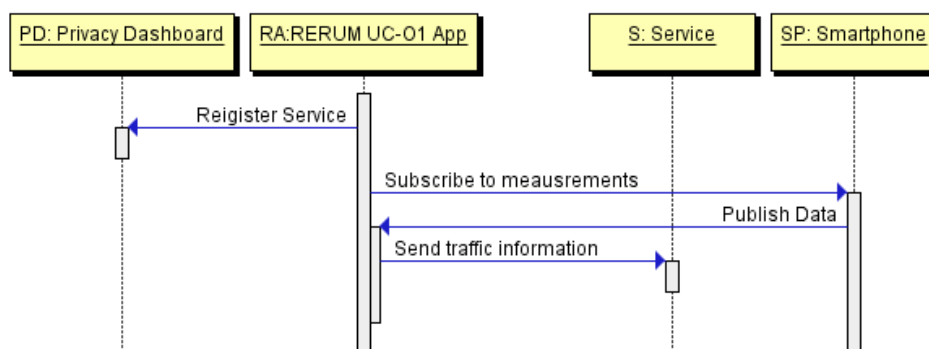 PD: Privacy Dashboard
RA:RERUM UC-O1 App
S: Service
SP: Smartphone
Reigister Service
Subscribe to meausrements
Publish Data
Send traffic information